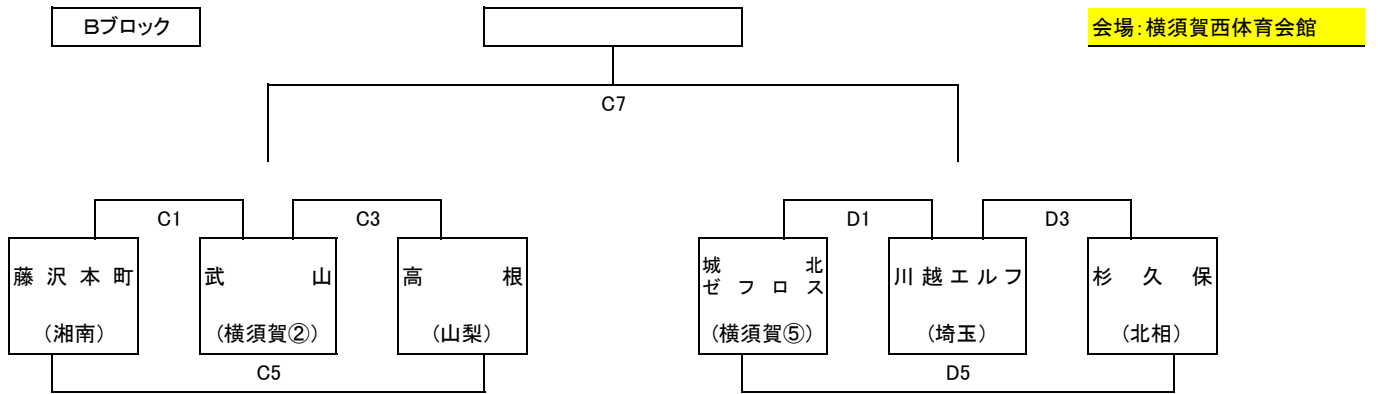 Bブロック
会場:横須賀西体育会館
C7
C1
C3
D1
D3
藤沢本町
(湘南)
武山
(横須賀②)
高根
(山梨)
城北
ゼフロス
(横須賀⑤)
川越エルフ
(埼玉)
杉久保
(北相)
C5
D5